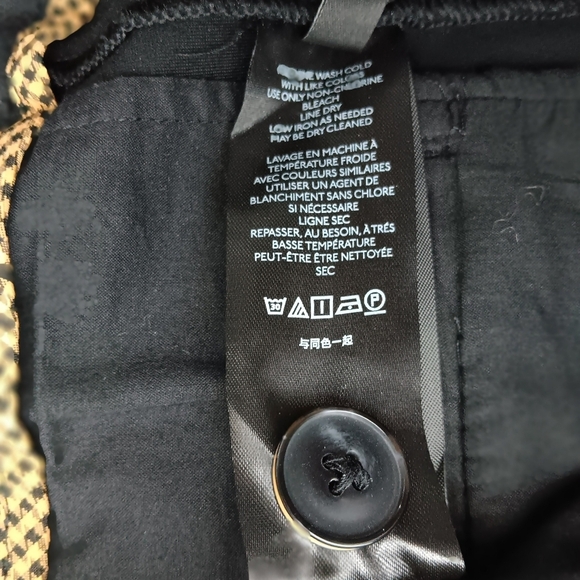 WASH COLD
WITH LIKE COLORS
USE ONLY NON-CHLORINE
BLEACH
LINE DRY
LOW IRON AS NEEDED
MAY BE DRY CLEANED
LAVAGE EN MACHINE À
TEMPÉRATURE FROIDE
AVEC COULEURS SIMILAIRES
UTILISER UN AGENT DE
BLANCHIMENT SANS CHLORE
SI NÉCESSAIRE
LIGNE SEC
REPASSER, AU BESOIN, À TRÉS
BASSE TEMPÉRATURE
PEUT-ÊTRE ÊTRE NETTOYÉE
SEC
30 P
与同色一起